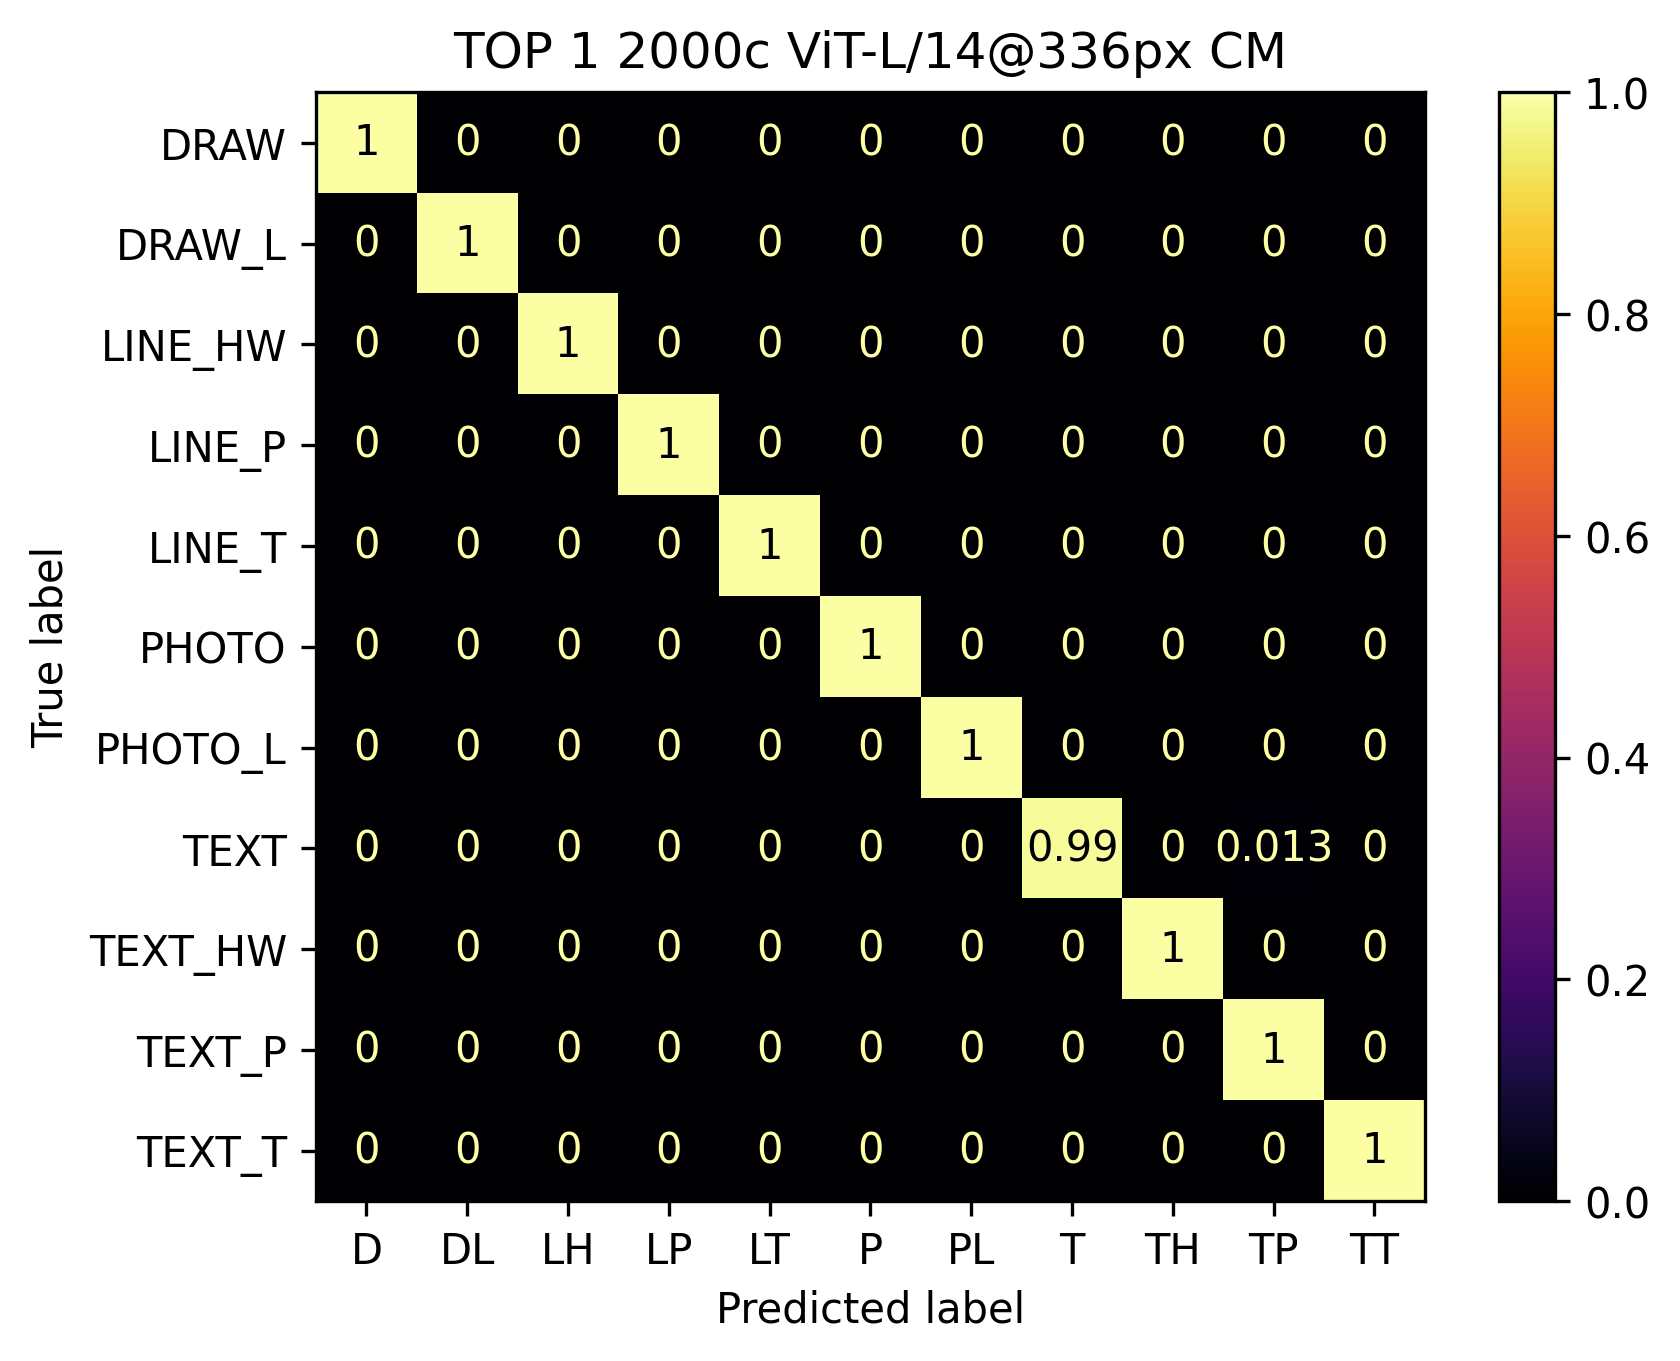 TOP 1 2000c ViT-L/14@336px CM
DRAW 1 0 0 0 0 0 0 0 0 0 0
DRAW_L 0 1 0 0 0 0 0 0 0 0 0
LINE_HW 0 0 1 0 0 0 0 0 0 0 0
LINE_P 0 0 0 1 0 0 0 0 0 0 0
LINE_T 0 0 0 0 1 0 0 0 0 0 0
PHOTO 0 0 0 0 0 1 0 0 0 0 0
PHOTO_L 0 0 0 0 0 0 1 0 0 0 0
TEXT 0 0 0 0 0 0 0 0.99 0 0.013 0
TEXT_HW 0 0 0 0 0 0 0 0 1 0 0
TEXT_P 0 0 0 0 0 0 0 0 0 1 0
TEXT_T 0 0 0 0 0 0 0 0 0 0 1
D DL LH LP LT P PL T TH TP TT
Predicted label
True label
1.0
0.8
0.6
0.4
0.2
0.0